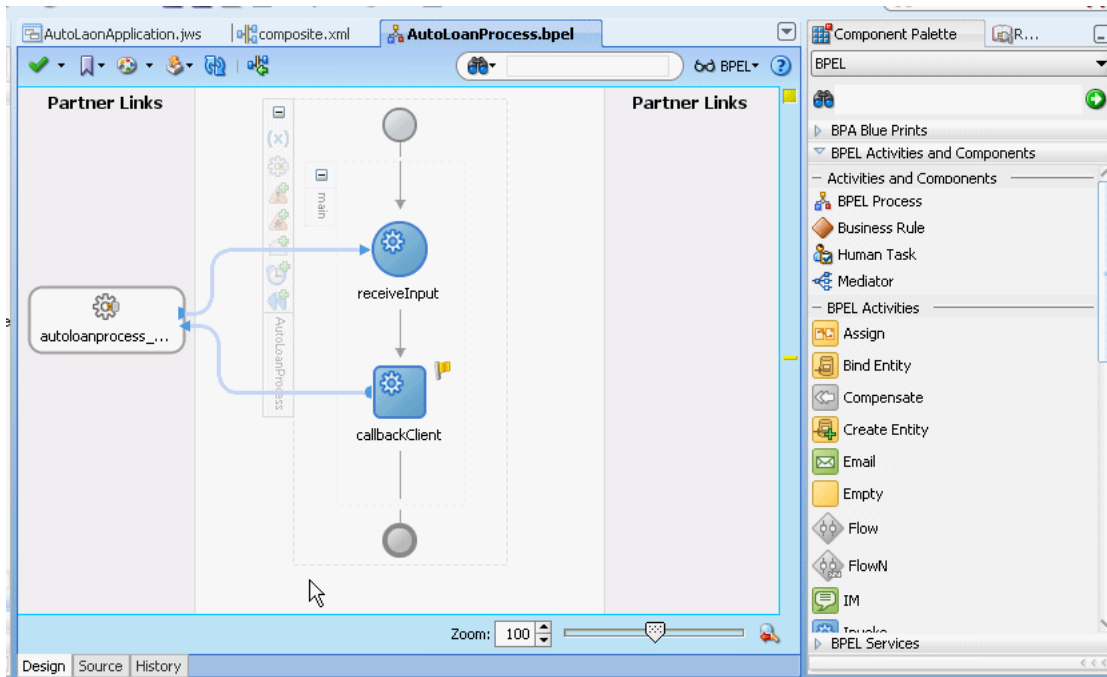 AutoLaonApplication.jws
composite.xml
AutoLoanProcess.bpel
Component Palette
R...
BPEL
BPEL
Partner Links
Partner Links
(x)
main
BPA Blue Prints
BPEL Activities and Components
Activities and Components
BPEL Process
Business Rule
Human Task
Mediator
receiveInput
autoloanprocess_...
AutoLoanProcess
BPEL Activities
Assign
Bind Entity
Compensate
callbackClient
Create Entity
Email
Empty
Flow
FlowN
IM
Invoke
Zoom: 100
BPEL Services
Design
Source
History